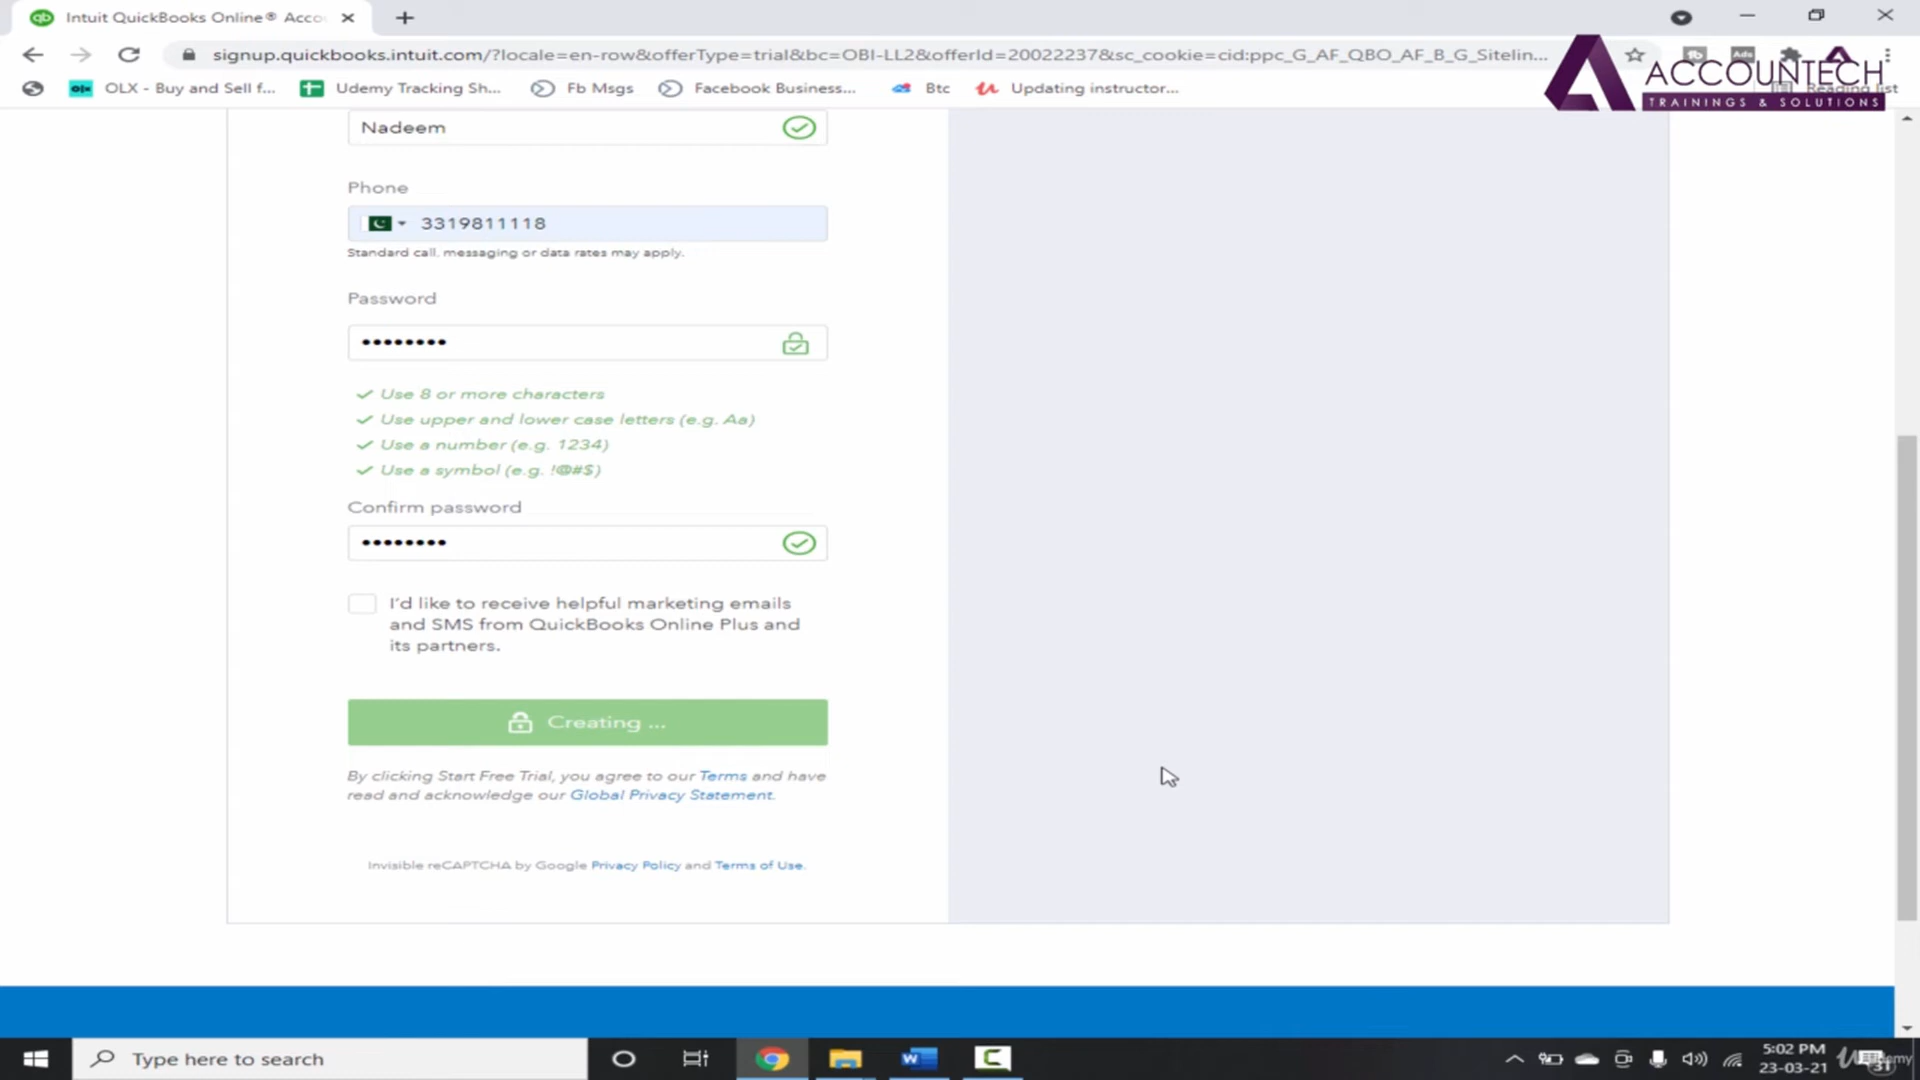 Intuit QuickBooks Online® Acco
signup.quickbooks.intuit.com/?locale=en-row&offerType=trial&bc=OBI-LL2&offerId=20022237&sc_cookie=cid:ppc_G_AF_QBO_AF_B_G_Sitelin...
OLX - Buy and Sell f...
Udemy Tracking Sh...
Fb Msgs
Facebook Business...
Btc
Updating instructor...
Reading list
ACCOUNTECH
TRAININGS & SOLUTIONS
Nadeem
Phone
3319811118
Standard call, messaging or data rates may apply.
Password
••••••••
Use 8 or more characters
Use upper and lower case letters (e.g. Aa)
Use a number (e.g. 1234)
Use a symbol (e.g. !@#$)
Confirm password
••••••••
I'd like to receive helpful marketing emails
and SMS from QuickBooks Online Plus and
its partners.
Creating ...
By clicking Start Free Trial, you agree to our Terms and have
read and acknowledge our Global Privacy Statement.
Invisible reCAPTCHA by Google Privacy Policy and Terms of Use.
Type here to search
5:02 PM
23-03-21
31